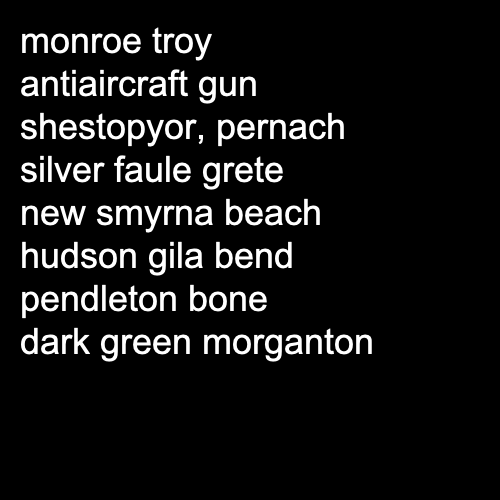 monroe troy
antiaircraft gun
shestopyor, pernach
silver faule grete
new smyrna beach
hudson gila bend
pendleton bone
dark green morganton